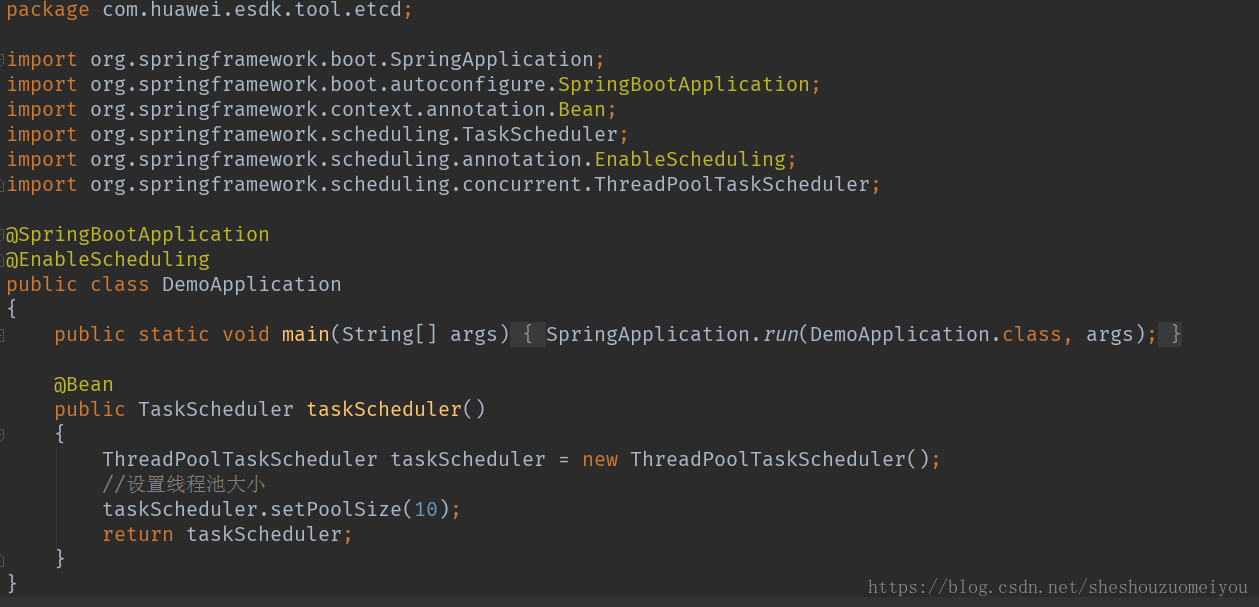 package com.huawei.esdk.tool.etcd;
import org.springframework.boot.SpringApplication;
import org.springframework.boot.autoconfigure.SpringBootApplication;
import org.springframework.context.annotation.Bean;
import org.springframework.scheduling.TaskScheduler;
import org.springframework.scheduling.annotation.EnableScheduling;
import org.springframework.scheduling.concurrent.ThreadPoolTaskScheduler;
@SpringBootApplication
@EnableScheduling
public class DemoApplication
{
    public static void main(String[] args) { SpringApplication.run(DemoApplication.class, args); }
    @Bean
    public TaskScheduler taskScheduler()
    {
        ThreadPoolTaskScheduler taskScheduler = new ThreadPoolTaskScheduler();
        //设置线程池大小
        taskScheduler.setPoolSize(10);
        return taskScheduler;
    }
}
https://blog.csdn.net/sheshouzuomeiyou